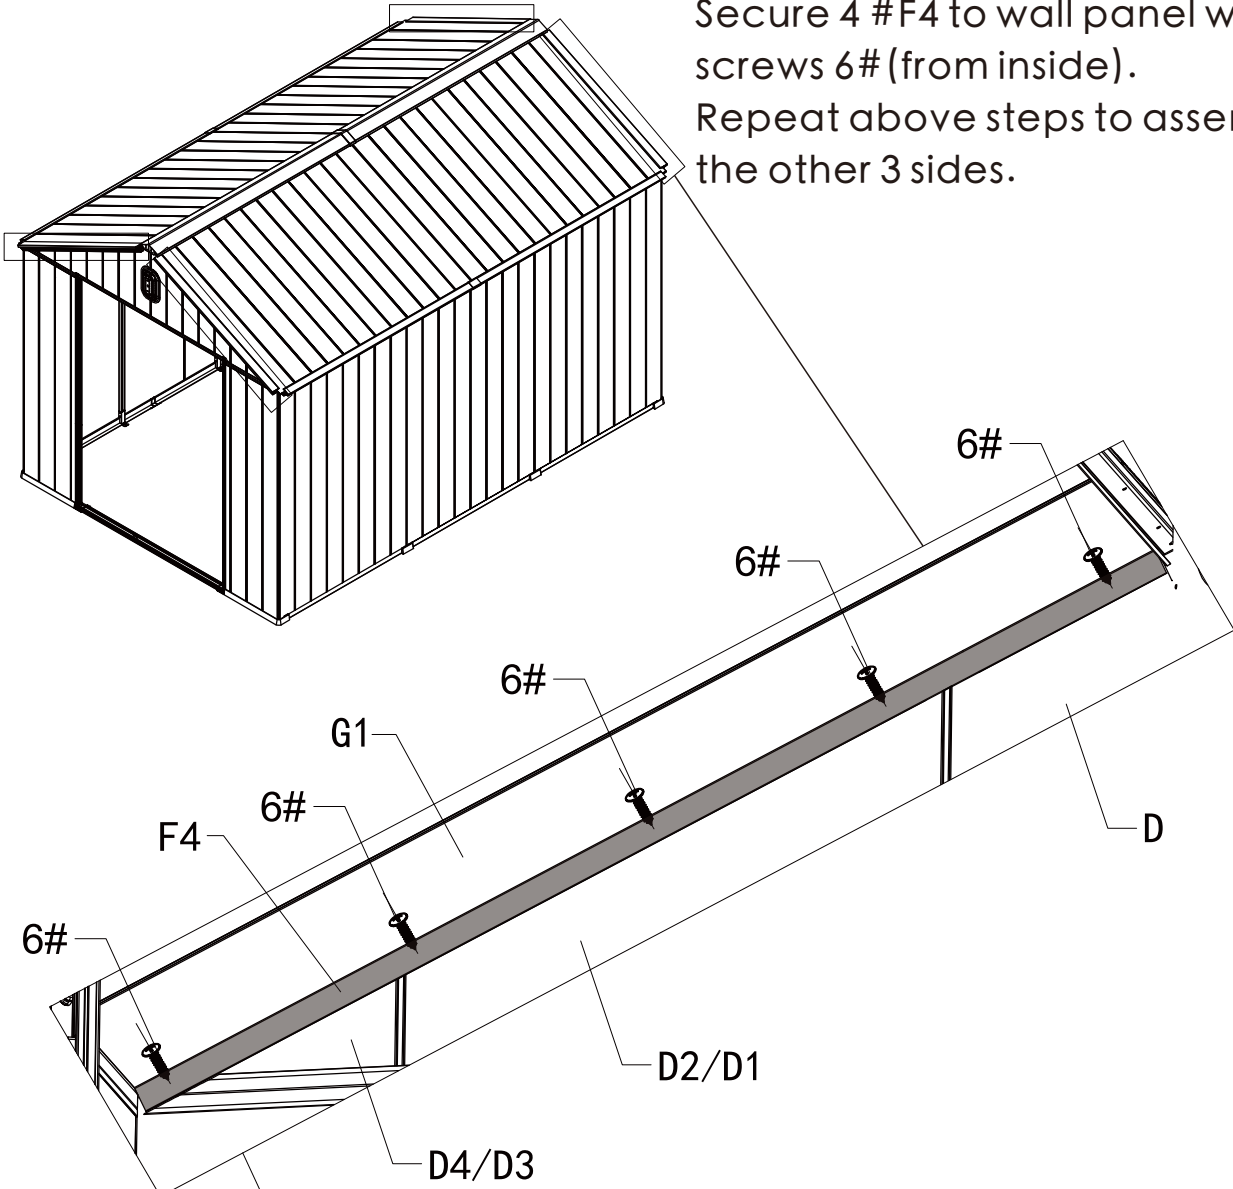 Secure 4 #F4 to wall panel
screws 6#(from inside).
Repeat above steps to
the other 3 sides.
6#
6#
6#
G1
6#
F4
D
6#
D2/D1
D4/D3